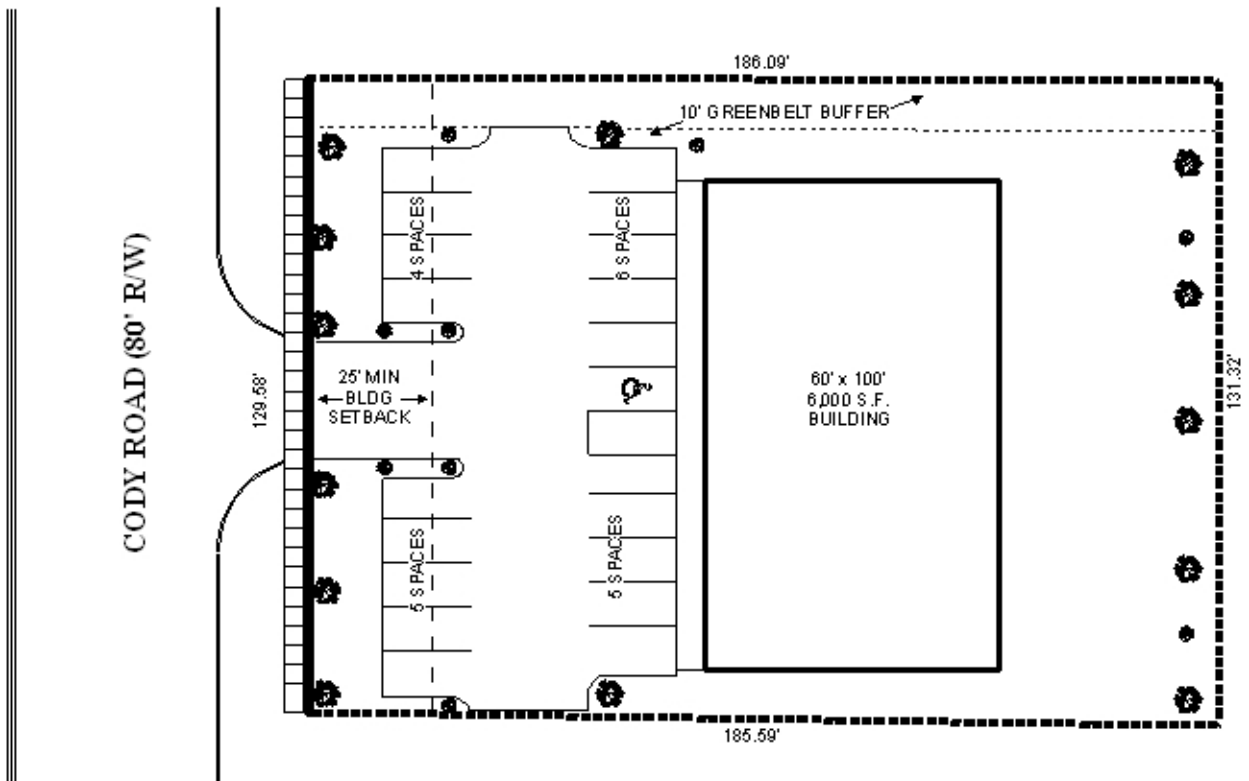 186.09'
10' GREENBELT BUFFER
4 SPACES
6 SPACES
CODY ROAD (80' R/W)
129.58'
25' MIN
BLDG
SETBACK
60' x 100'
6,000 S.F.
BUILDING
131.32'
5 SPACES
5 SPACES
185.59'